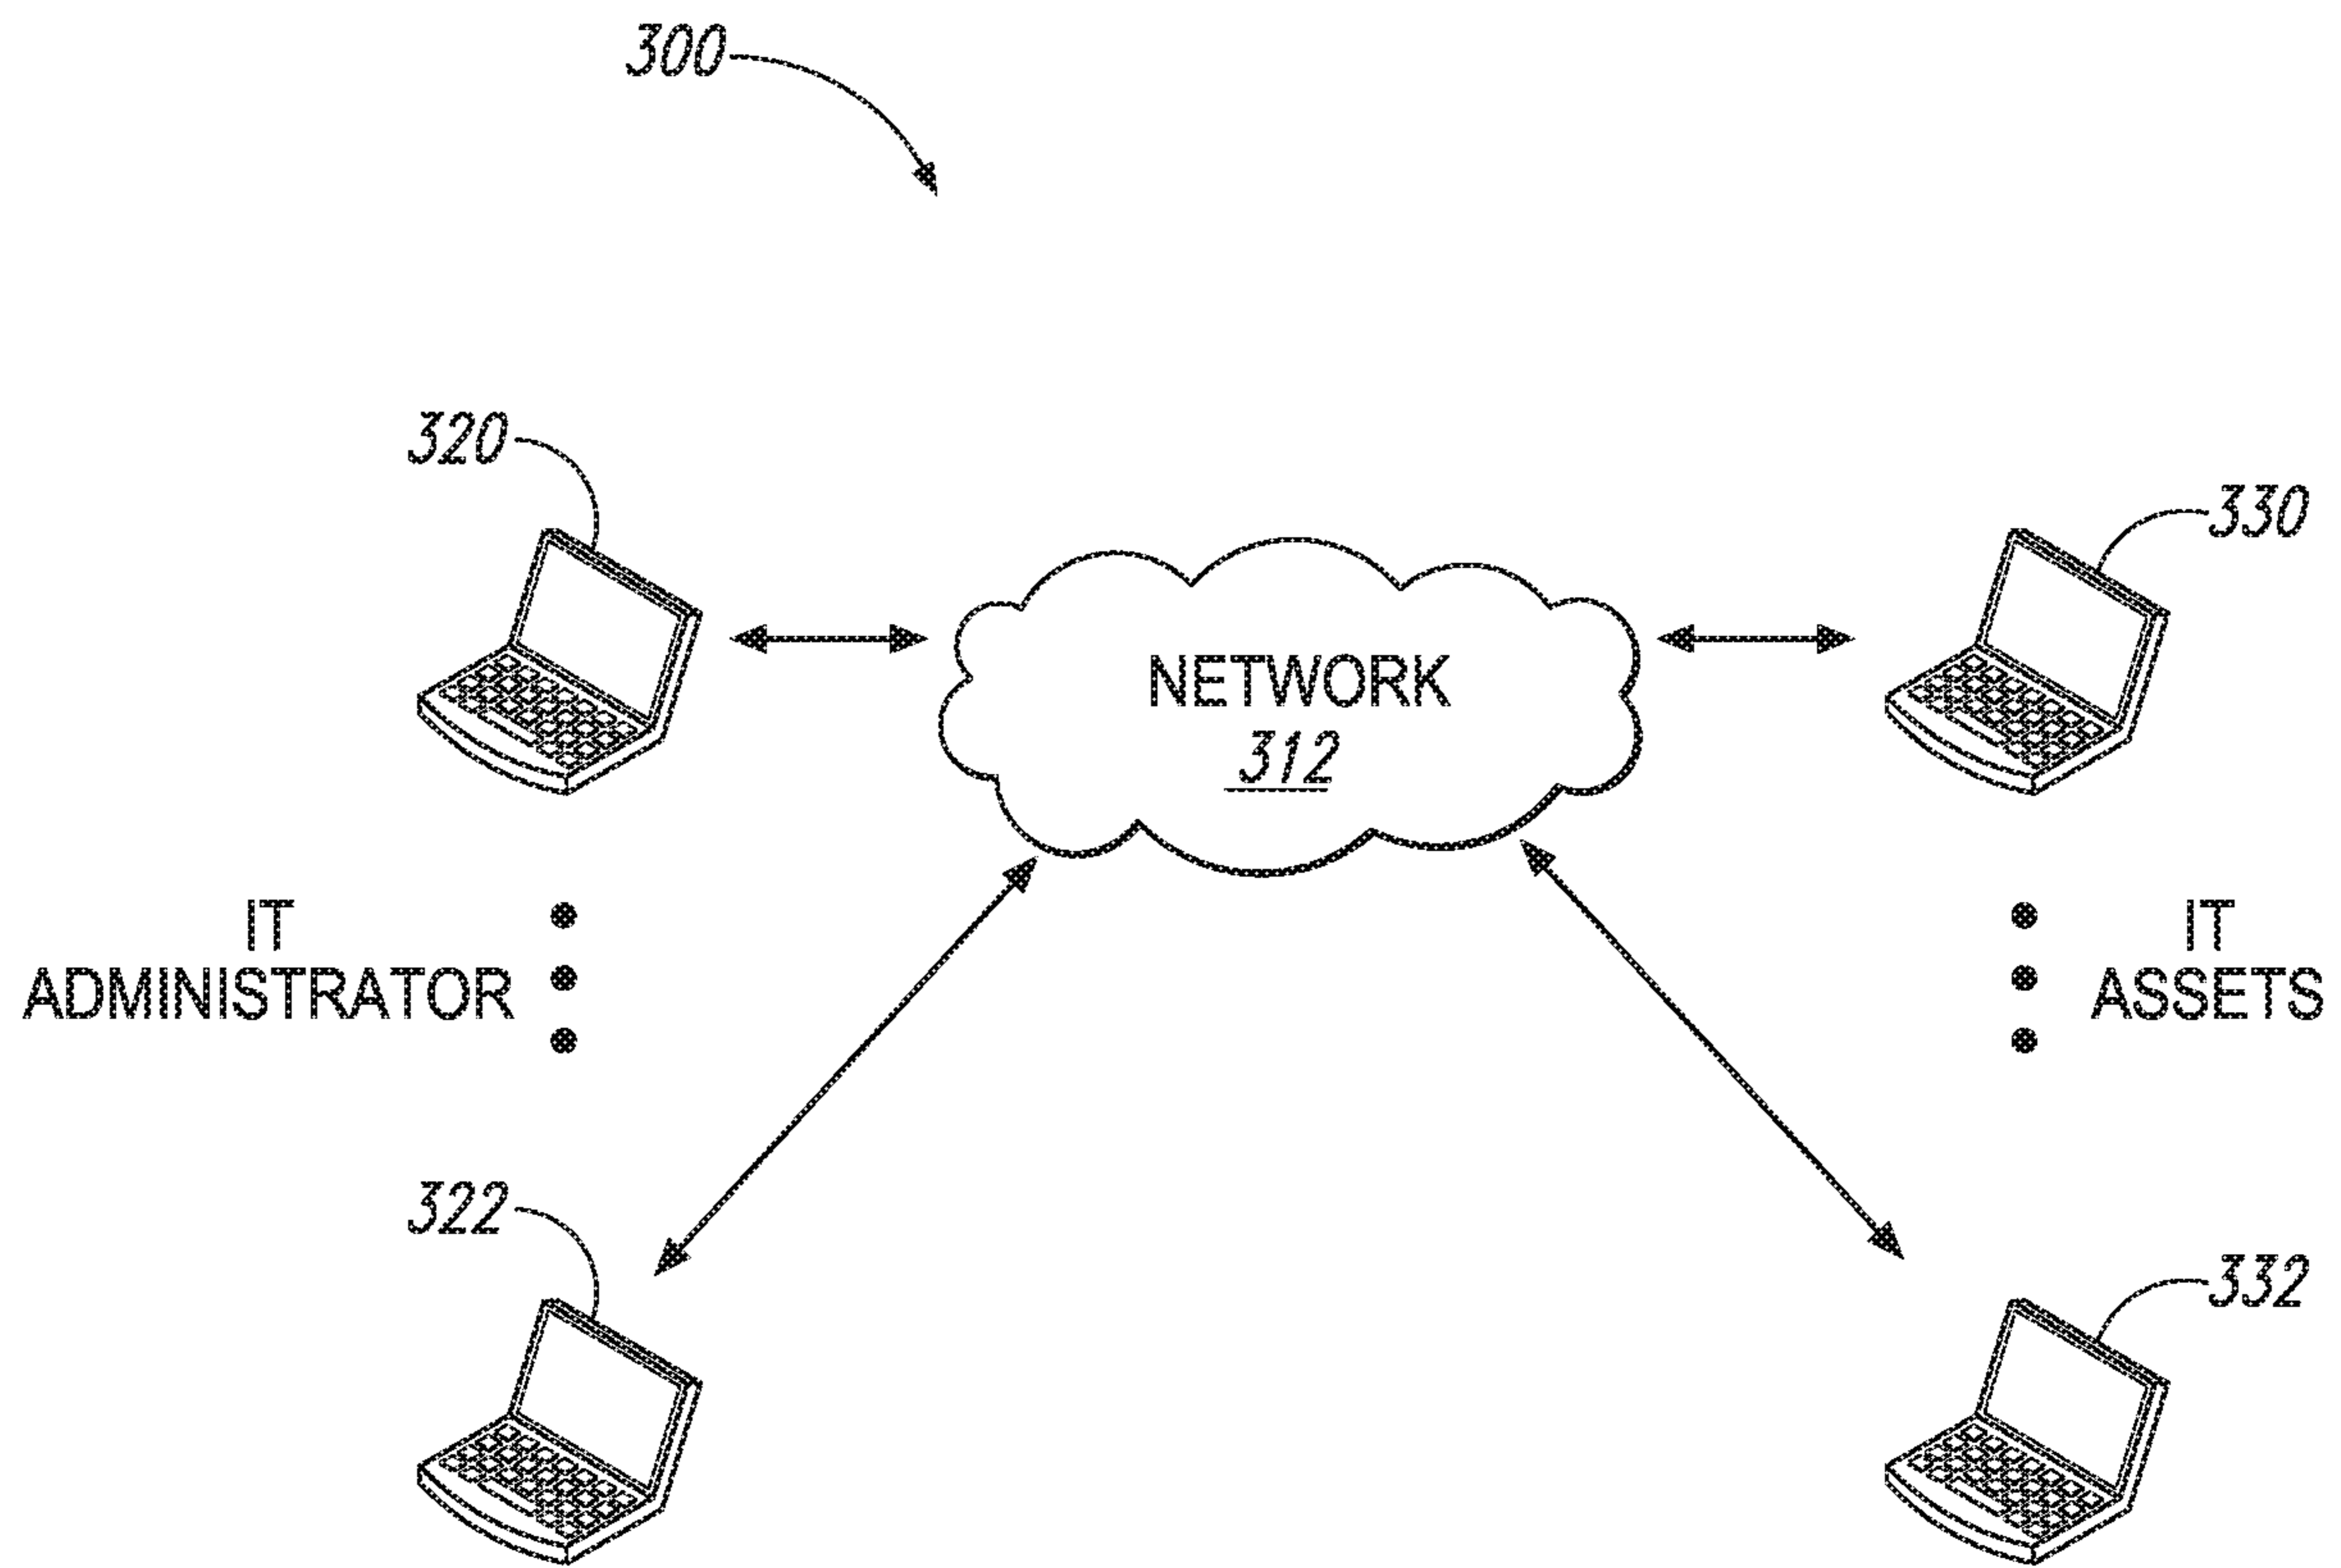 300
320
330
NETWORK
312
IT
ADMINISTRATOR
IT
ASSETS
322
332